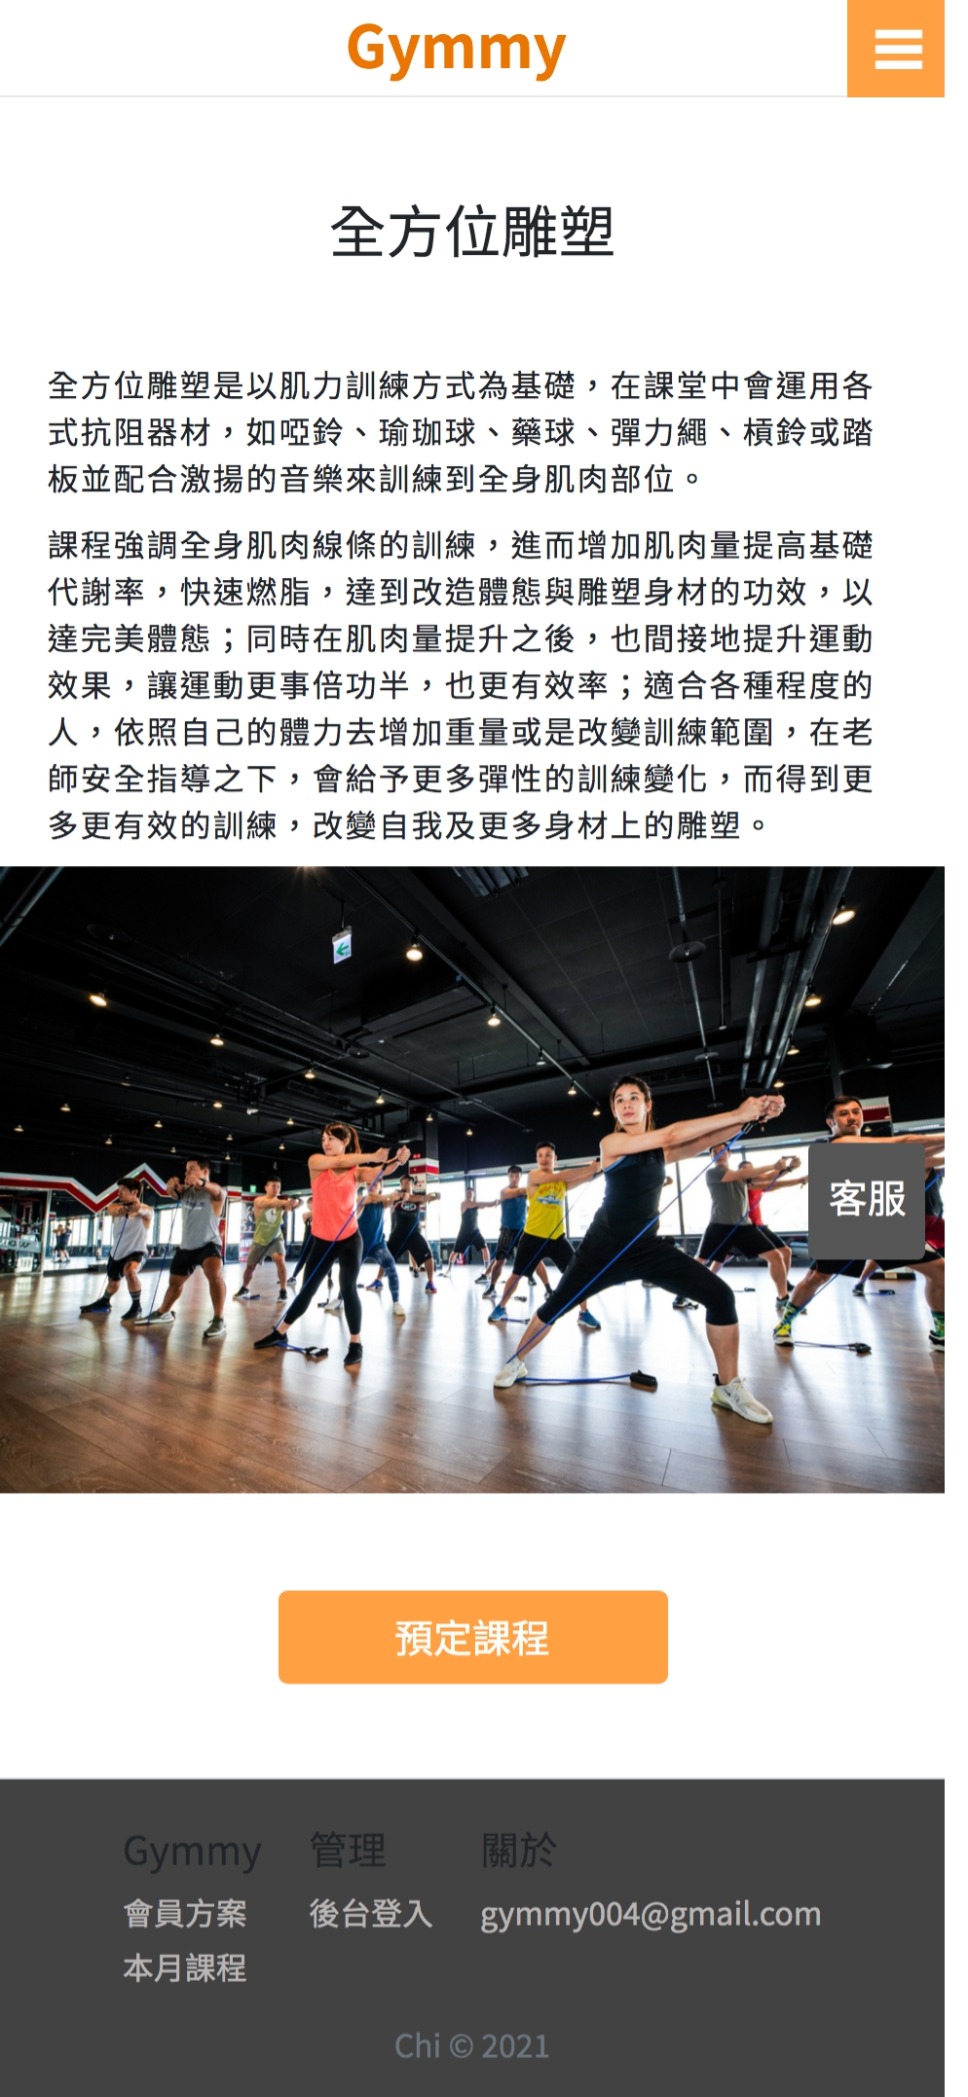 Gymmy
全方位雕塑
全方位雕塑是以肌力訓練方式為基礎，在課堂中會運用各
式抗阻器材，如啞鈴、瑜珈球、藥球、彈力繩、槓鈴或踏
板並配合激揚的音樂來訓練到全身肌肉部位。
課程強調全身肌肉線條的訓練，進而增加肌肉量提高基礎
代謝率，快速燃脂，達到改造體態與雕塑身材的功效，以
達完美體態；同時在肌肉量提升之後，也間接地提升運動
效果，讓運動更事倍功半，也更有效率；適合各種程度的
人，依照自己的體力去增加重量或是改變訓練範圍，在老
師安全指導之下，會給予更多彈性的訓練變化，而得到更
多更有效的訓練，改變自我及更多身材上的雕塑。
客服
預定課程
Gymmy 管理 關於
會員方案 後台登入 gymmy004@gmail.com
本月課程
Chi © 2021